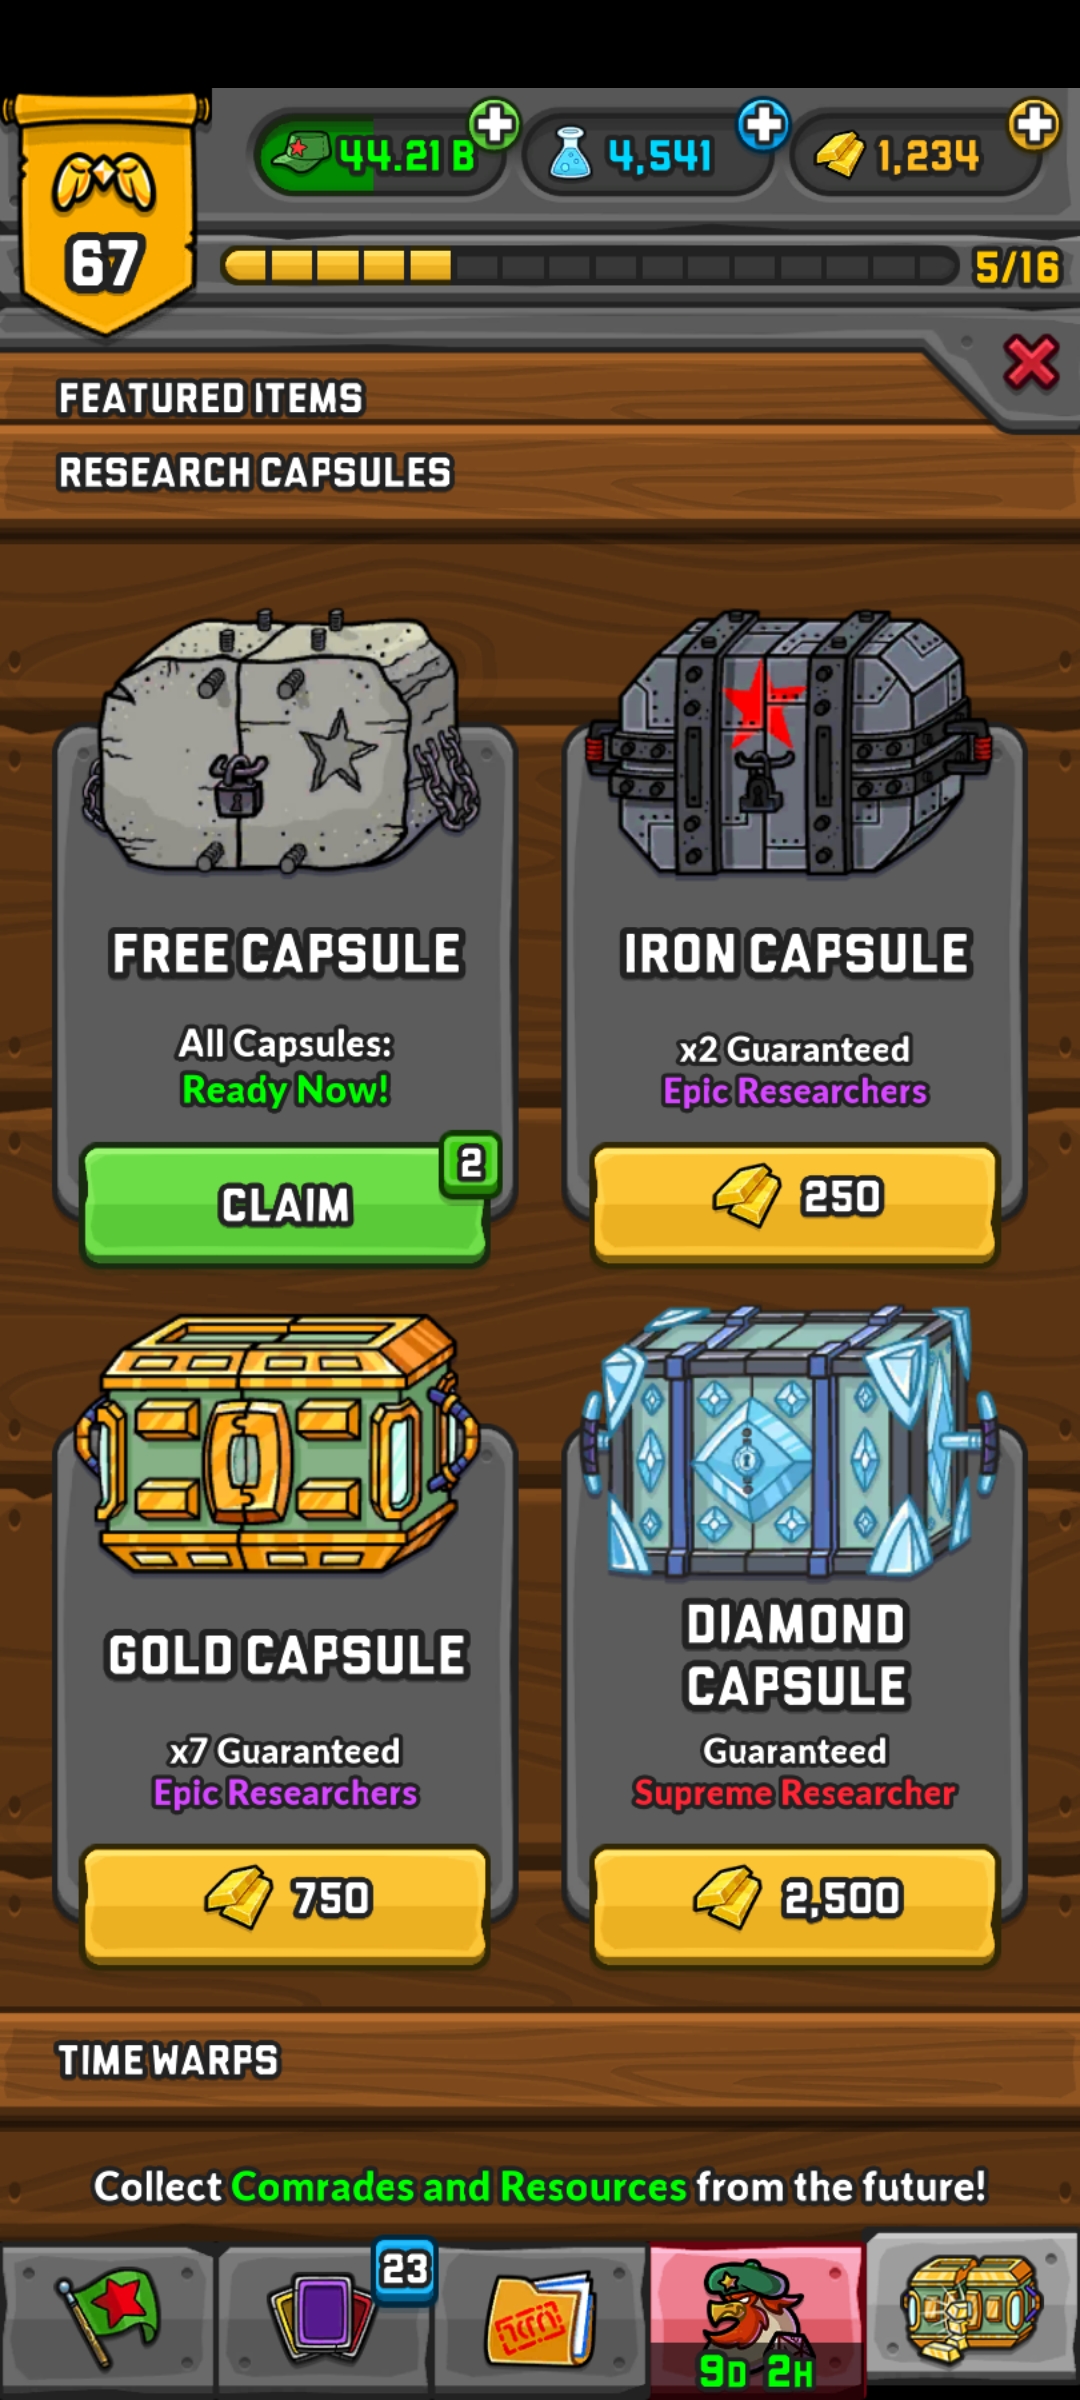 44.21 B
4,541
1,234
67
5/16
FEATURED ITEMS
RESEARCH CAPSULES
FREE CAPSULE
All Capsules:
Ready Now!
2
CLAIM
IRON CAPSULE
x2 Guaranteed
Epic Researchers
250
GOLD CAPSULE
x7 Guaranteed
Epic Researchers
750
DIAMOND
CAPSULE
Guaranteed
Supreme Researcher
2,500
TIME WARPS
Collect Comrades and Resources from the future!
23
9D 2H